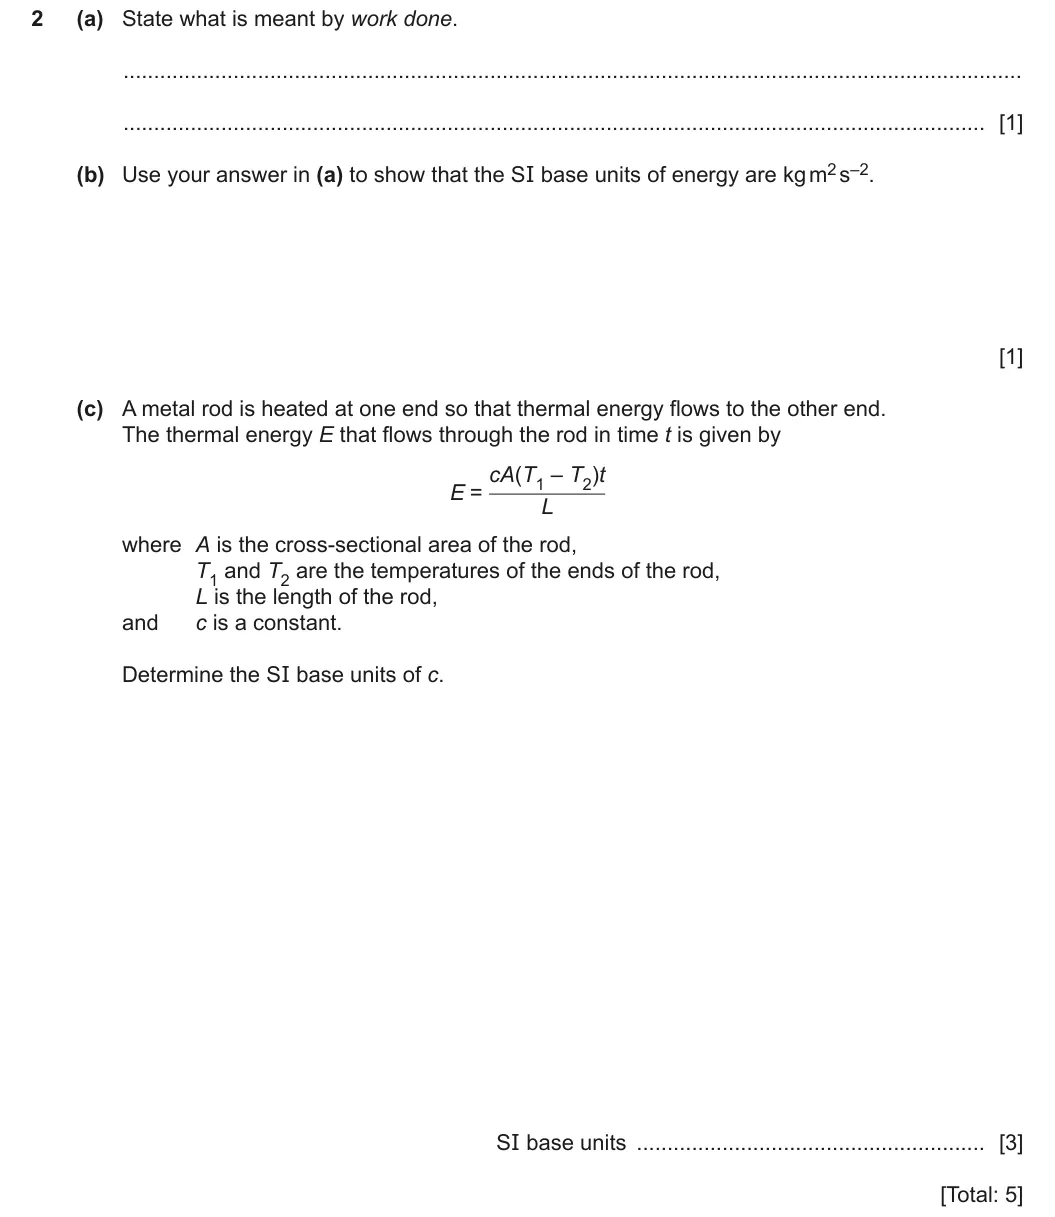 2 (a) State what is meant by work done.
..........................................................................................................................................................
.................................................................................................................................................... [1]
(b) Use your answer in (a) to show that the SI base units of energy are kg m² s⁻².
[1]
(c) A metal rod is heated at one end so that thermal energy flows to the other end.
The thermal energy E that flows through the rod in time t is given by
E = cA(T₁ – T₂)t / L
where A is the cross-sectional area of the rod,
T₁ and T₂ are the temperatures of the ends of the rod,
L is the length of the rod,
and c is a constant.
Determine the SI base units of c.
SI base units ......................................................... [3]
[Total: 5]